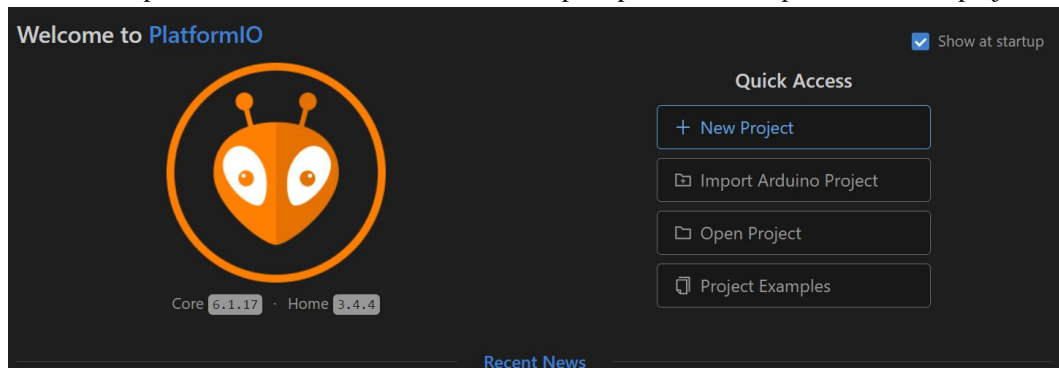 Welcome to PlatformIO
Show at startup
Quick Access
New Project
Import Arduino Project
Open Project
Project Examples
Core 6.1.17 · Home 3.4.4
Recent News